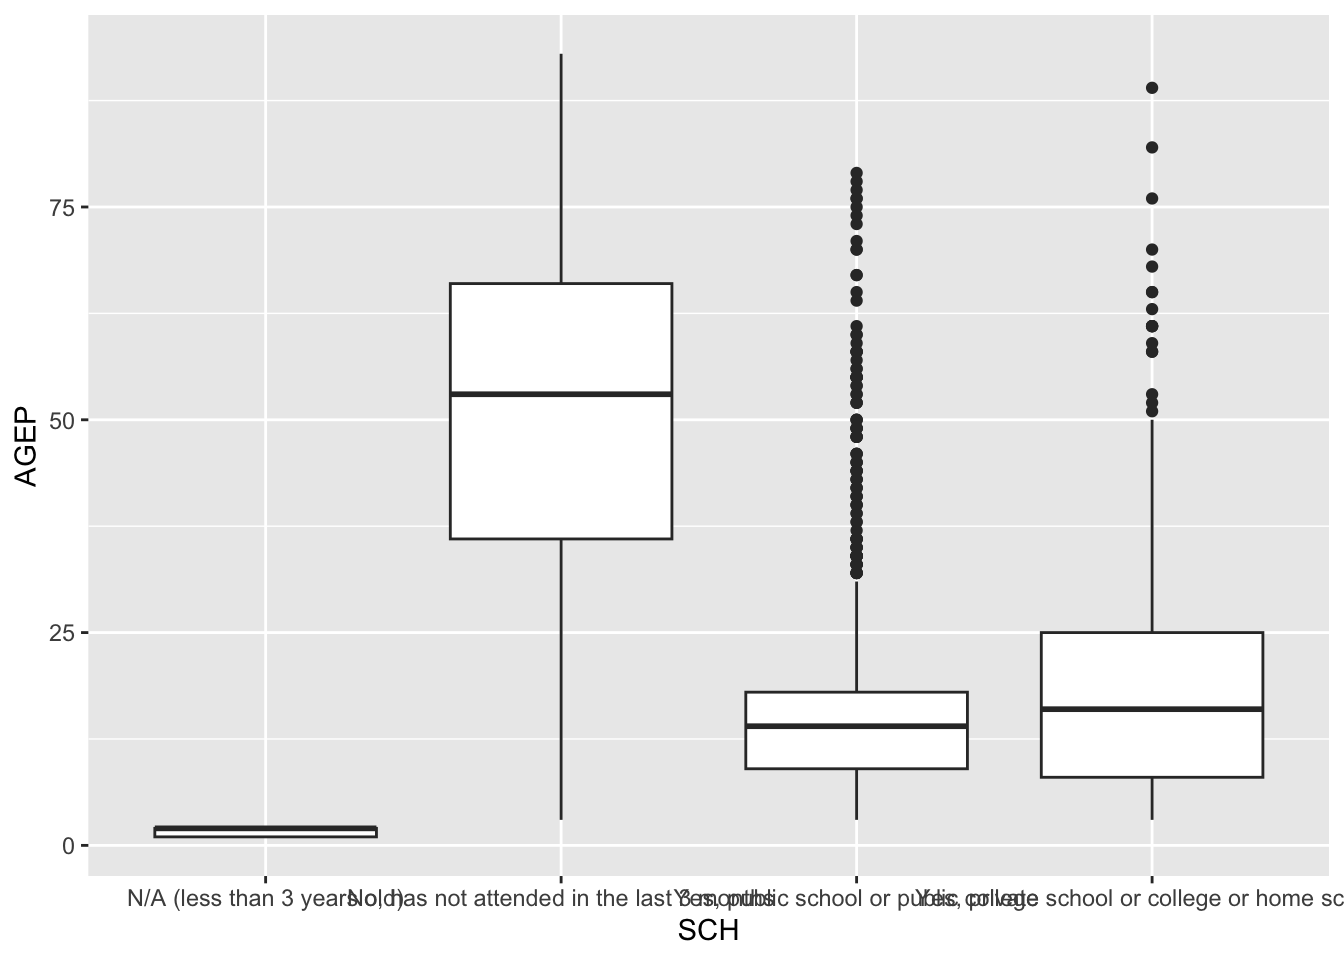 AGEP
75
50
25
0
N/A (less than 3 years old) No, has not attended in the last 3 months Yes, public school or public college Yes, private school or college or home sc
SCH